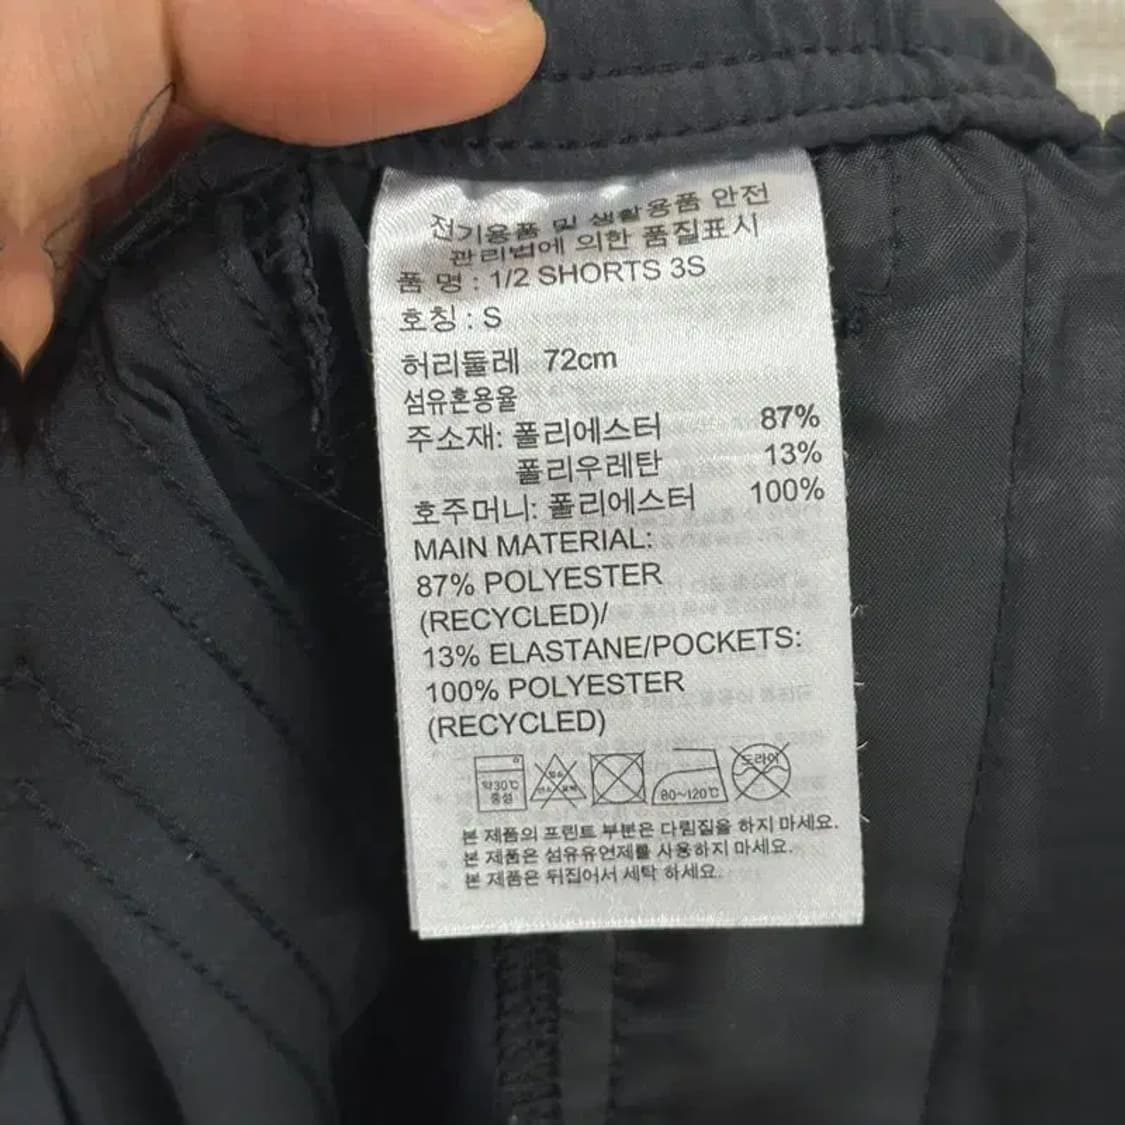 전기용품 및 생활용품 안전
관리법에 의한 품질표시
품 명 : 1/2 SHORTS 3S
호칭 : S
허리둘레 72cm
섬유혼용율
주소재: 폴리에스터 87%
폴리우레탄 13%
호주머니: 폴리에스터 100%
MAIN MATERIAL:
87% POLYESTER
(RECYCLED)/
13% ELASTANE/POCKETS:
100% POLYESTER
(RECYCLED)
약30℃ 80~120℃ 드라이
중성
본 제품의 프린트 부분은 다림질을 하지 마세요.
본 제품은 섬유유연제를 사용하지 마세요.
본 제품은 뒤집어서 세탁 하세요.